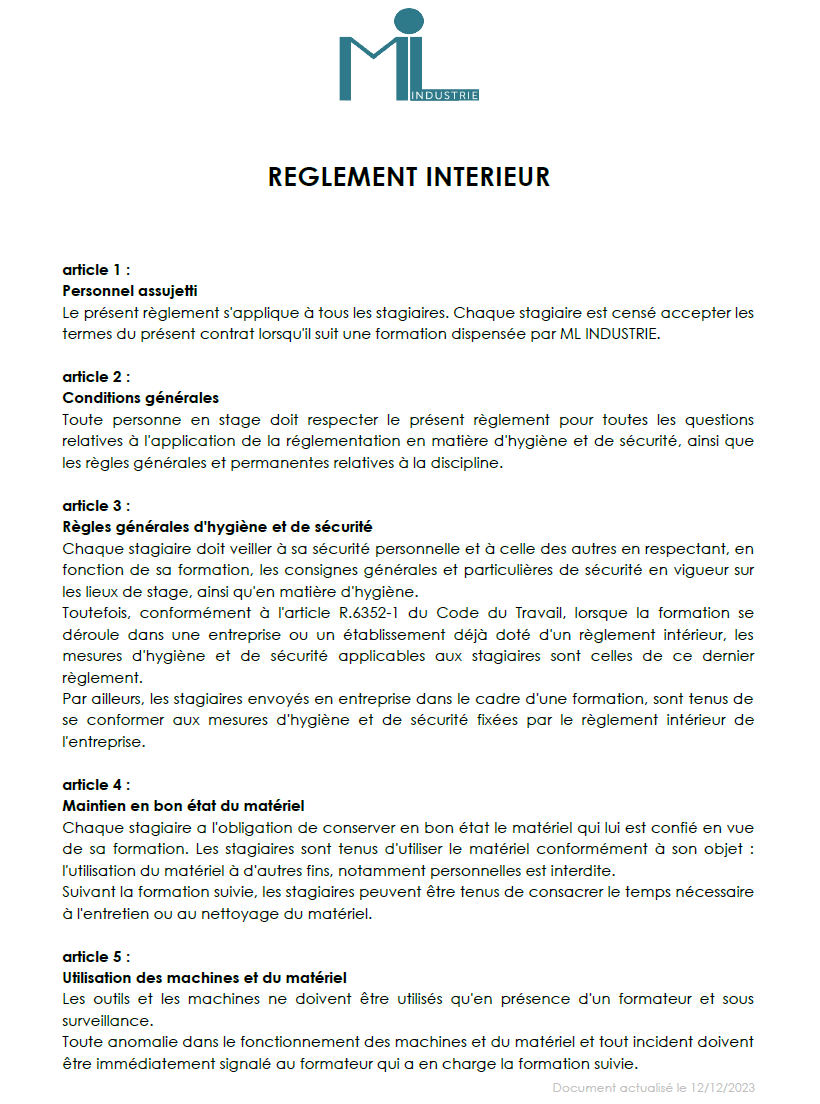 ML
INDUSTRIE
REGLEMENT INTERIEUR
article 1 :
Personnel assujetti
Le présent règlement s'applique à tous les stagiaires. Chaque stagiaire est censé accepter les
termes du présent contrat lorsqu'il suit une formation dispensée par ML INDUSTRIE.
article 2 :
Conditions générales
Toute personne en stage doit respecter le présent règlement pour toutes les questions
relatives à l'application de la réglementation en matière d'hygiène et de sécurité, ainsi que
les règles générales et permanentes relatives à la discipline.
article 3 :
Règles générales d'hygiène et de sécurité
Chaque stagiaire doit veiller à sa sécurité personnelle et à celle des autres en respectant, en
fonction de sa formation, les consignes générales et particulières de sécurité en vigueur sur
les lieux de stage, ainsi qu'en matière d'hygiène.
Toutefois, conformément à l'article R.6352-1 du Code du Travail, lorsque la formation se
déroule dans une entreprise ou un établissement déjà doté d'un règlement intérieur, les
mesures d'hygiène et de sécurité applicables aux stagiaires sont celles de ce dernier
règlement.
Par ailleurs, les stagiaires envoyés en entreprise dans le cadre d'une formation, sont tenus de
se conformer aux mesures d'hygiène et de sécurité fixées par le règlement intérieur de
l'entreprise.
article 4 :
Maintien en bon état du matériel
Chaque stagiaire a l'obligation de conserver en bon état le matériel qui lui est confié en vue
de sa formation. Les stagiaires sont tenus d'utiliser le matériel conformément à son objet :
l'utilisation du matériel à d'autres fins, notamment personnelles est interdite.
Suivant la formation suivie, les stagiaires peuvent être tenus de consacrer le temps nécessaire
à l'entretien ou au nettoyage du matériel.
article 5 :
Utilisation des machines et du matériel
Les outils et les machines ne doivent être utilisés qu'en présence d'un formateur et sous
surveillance.
Toute anomalie dans le fonctionnement des machines et du matériel et tout incident doivent
être immédiatement signalé au formateur qui a en charge la formation suivie.
Document actualisé le 12/12/2023